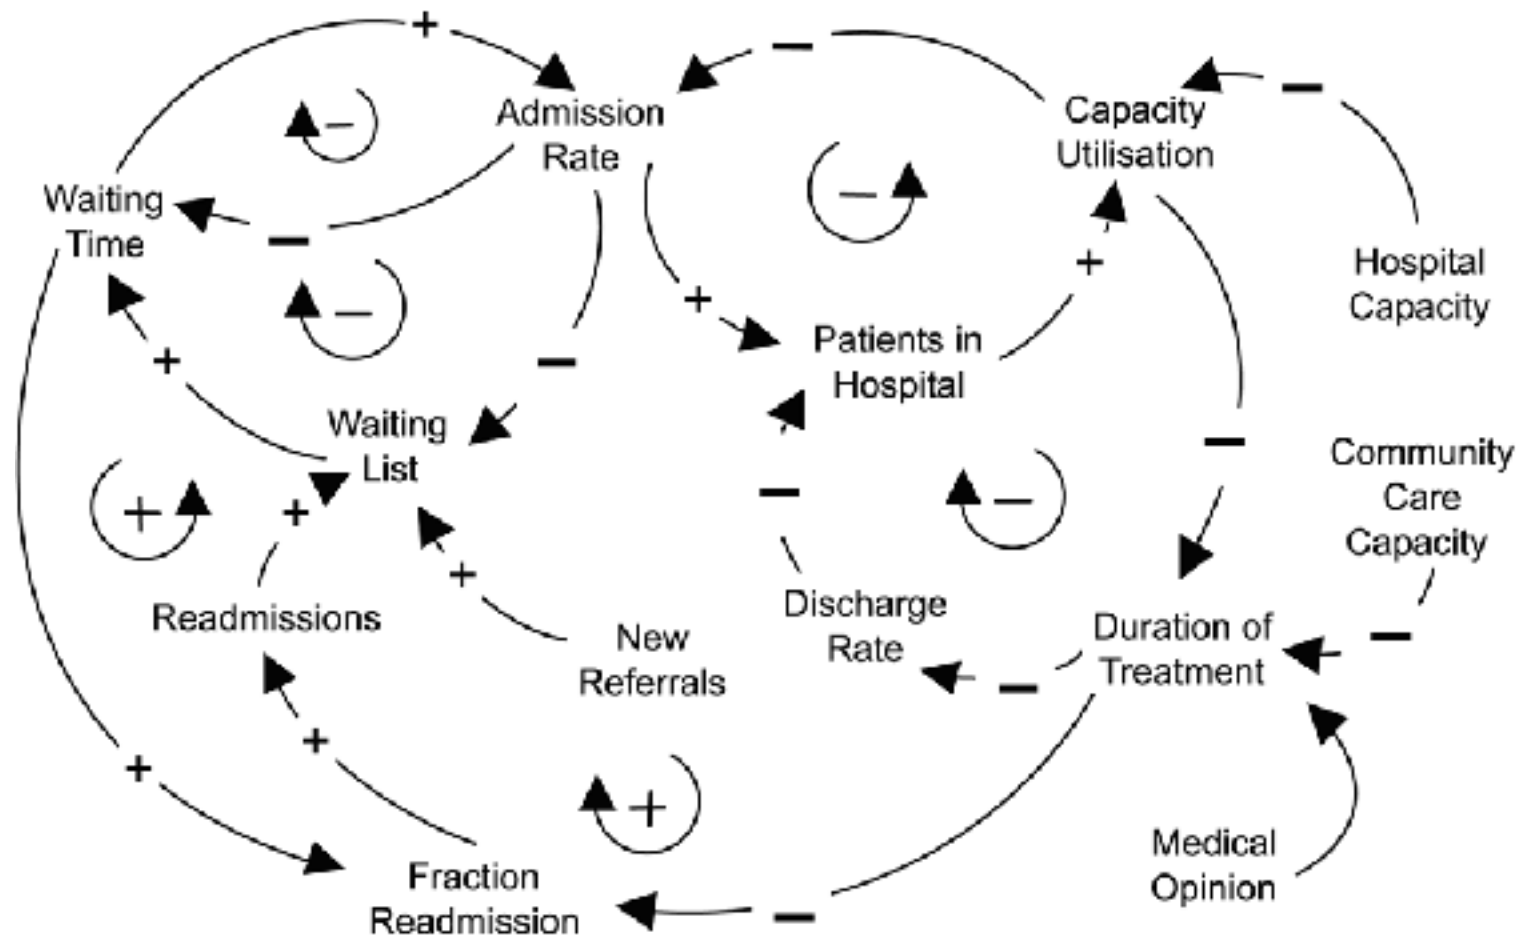 +
−
Admission
Rate
Capacity
Utilisation
−
−
Waiting
Time
−
−
Hospital
Capacity
+
−
+
Patients in
Hospital
+
−
−
Waiting
List
−
Community
Care
Capacity
+
+
−
−
+
Readmissions
New
Referrals
Discharge
Rate
−
Duration of
Treatment
−
+
+
+
Medical
Opinion
Fraction
Readmission
−